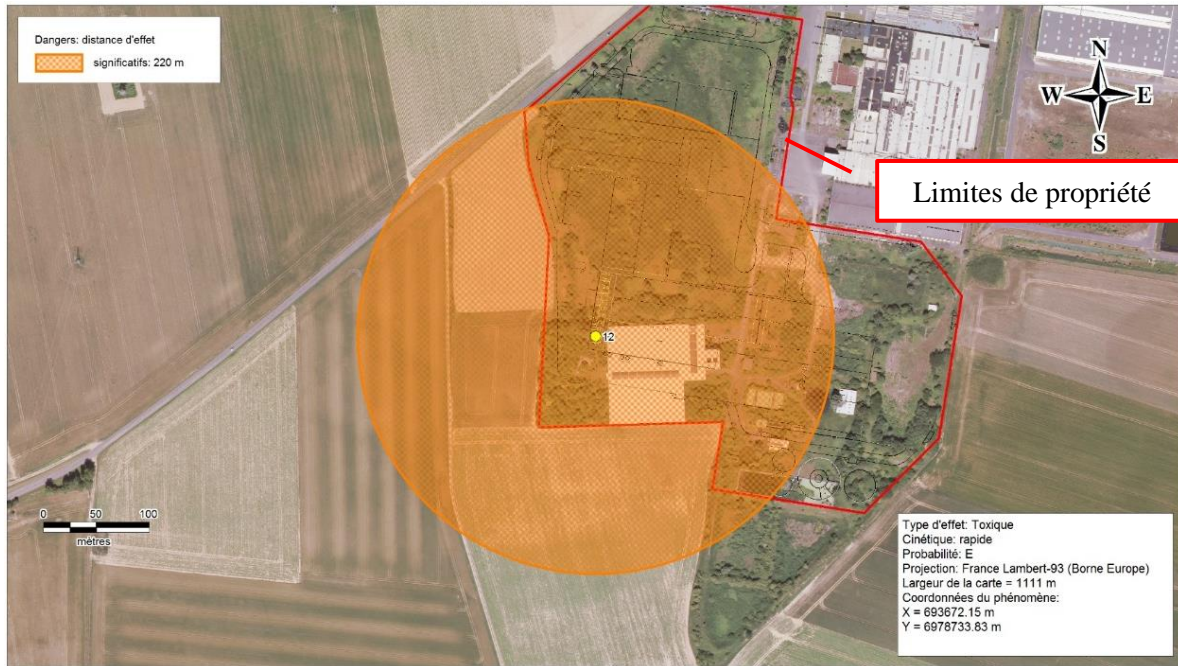 Dangers: distance d'effet
significatifs: 220 m
N
W E
S
Limites de propriété
12
0 50 100
mètres
Type d'effet: Toxique
Cinétique: rapide
Probabilité: E
Projection: France Lambert-93 (Borne Europe)
Largeur de la carte = 1111 m
Coordonnées du phénomène:
X = 693672.15 m
Y = 6978733.83 m